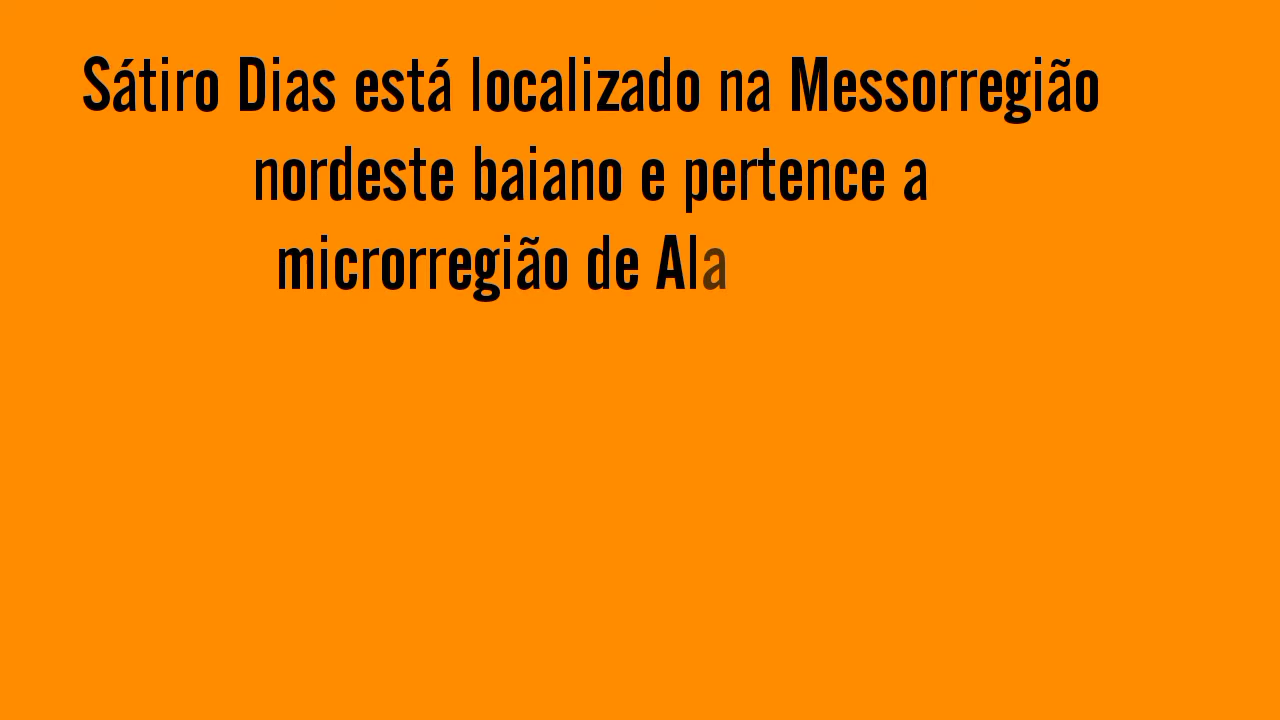 Sátiro Dias está localizado na Messorregião
nordeste baiano e pertence a
microrregião de Ala